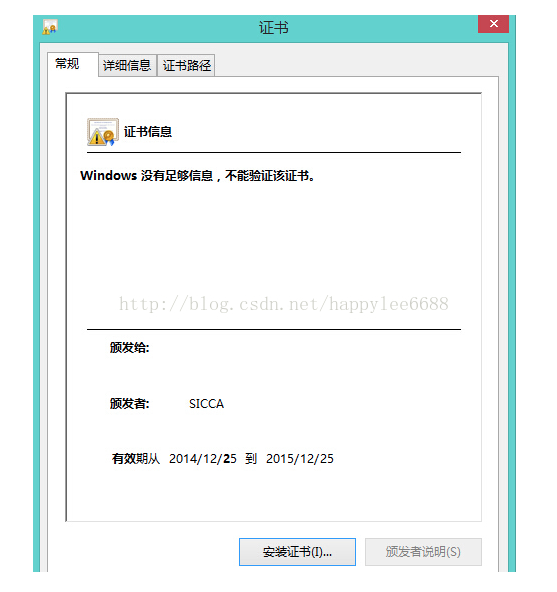 证书
常规 详细信息 证书路径
证书信息
Windows 没有足够信息，不能验证该证书。
http://blog.csdn.net/happylee6688
颁发给:
颁发者: SICCA
有效期从 2014/12/25 到 2015/12/25
安装证书(I)... 颁发者说明(S)